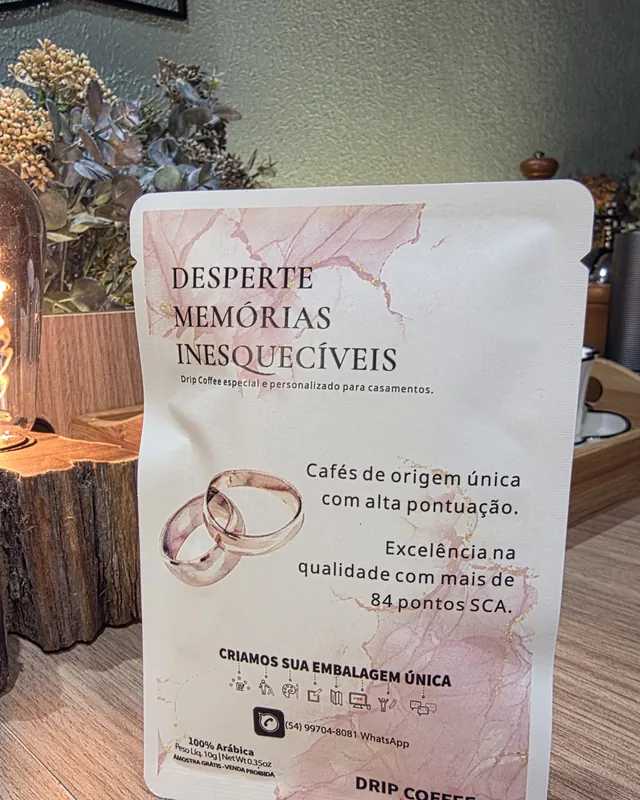 DESPERTE
MEMÓRIAS
INESQUECÍVEIS
Drip Coffee especial e personalizado para casamentos.
Cafés de origem única
com alta pontuação.
Excelência na
qualidade com mais de
84 pontos SCA.
CRIAMOS SUA EMBALAGEM ÚNICA
(54) 99704-8081 WhatsApp
100% Arábica
Peso Líq. 10g | Net Wt 0.35oz
AMOSTRA GRÁTIS - VENDA PROIBIDA
DRIP COFFEE